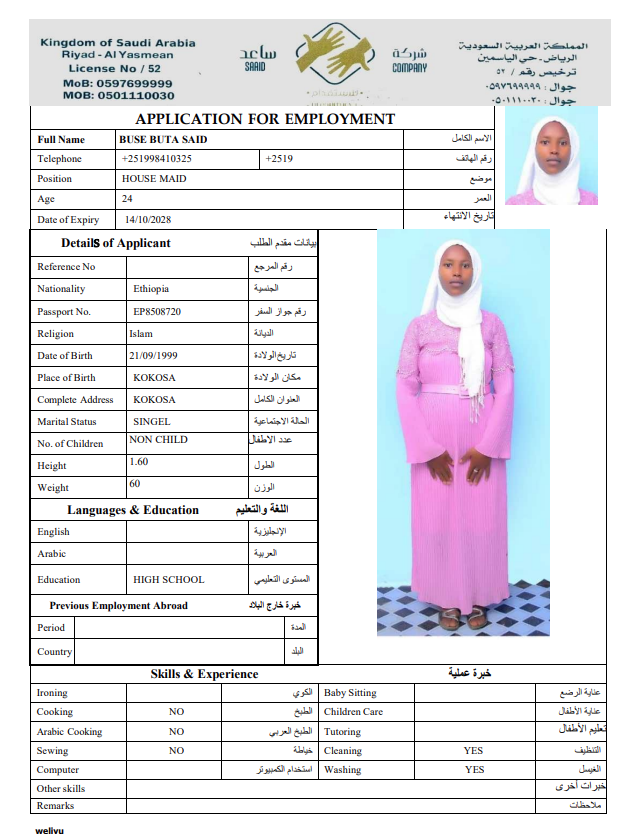 Kingdom of Saudi Arabia
Riyad - Al Yasmean
License No / 52
MoB: 0597699999
MOB: 0501110030
ساعد
SAAID
شركة
COMPANY
المملكة العربية السعودية
الرياض - حي الياسمين
ترخيص رقم / ٥٢
جوال : ٠٥٩٧٦٩٩٩٩٩
جوال : ٠٥٠١١١٠٠٣٠
APPLICATION FOR EMPLOYMENT
Full Name BUSE BUTA SAID الاسم الكامل
Telephone +251998410325 +2519 رقم الهاتف
Position HOUSE MAID موضع
Age 24 العمر
Date of Expiry 14/10/2028 تاريخ الانتهاء
Details of Applicant بيانات مقدم الطلب
Reference No رقم المرجع
Nationality Ethiopia الجنسية
Passport No. EP8508720 رقم جواز السفر
Religion Islam الديانة
Date of Birth 21/09/1999 تاريخ الولادة
Place of Birth KOKOSA مكان الولادة
Complete Address KOKOSA العنوان الكامل
Marital Status SINGEL الحالة الاجتماعية
No. of Children NON CHILD عدد الاطفال
Height 1.60 الطول
Weight 60 الوزن
Languages & Education اللغة والتعليم
English الإنجليزية
Arabic العربية
Education HIGH SCHOOL المستوى التعليمي
Previous Employment Abroad خبرة خارج البلاد
Period المدة
Country البلد
Skills & Experience خبرة عملية
Ironing الكوي Baby Sitting عناية الرضع
Cooking NO الطبخ Children Care عناية الأطفال
Arabic Cooking NO الطبخ العربي Tutoring تعليم الأطفال
Sewing NO خياطة Cleaning YES التنظيف
Computer استخدام الكمبيوتر Washing YES الغسيل
Other skills خبرات أخرى
Remarks ملاحظات
weliyu